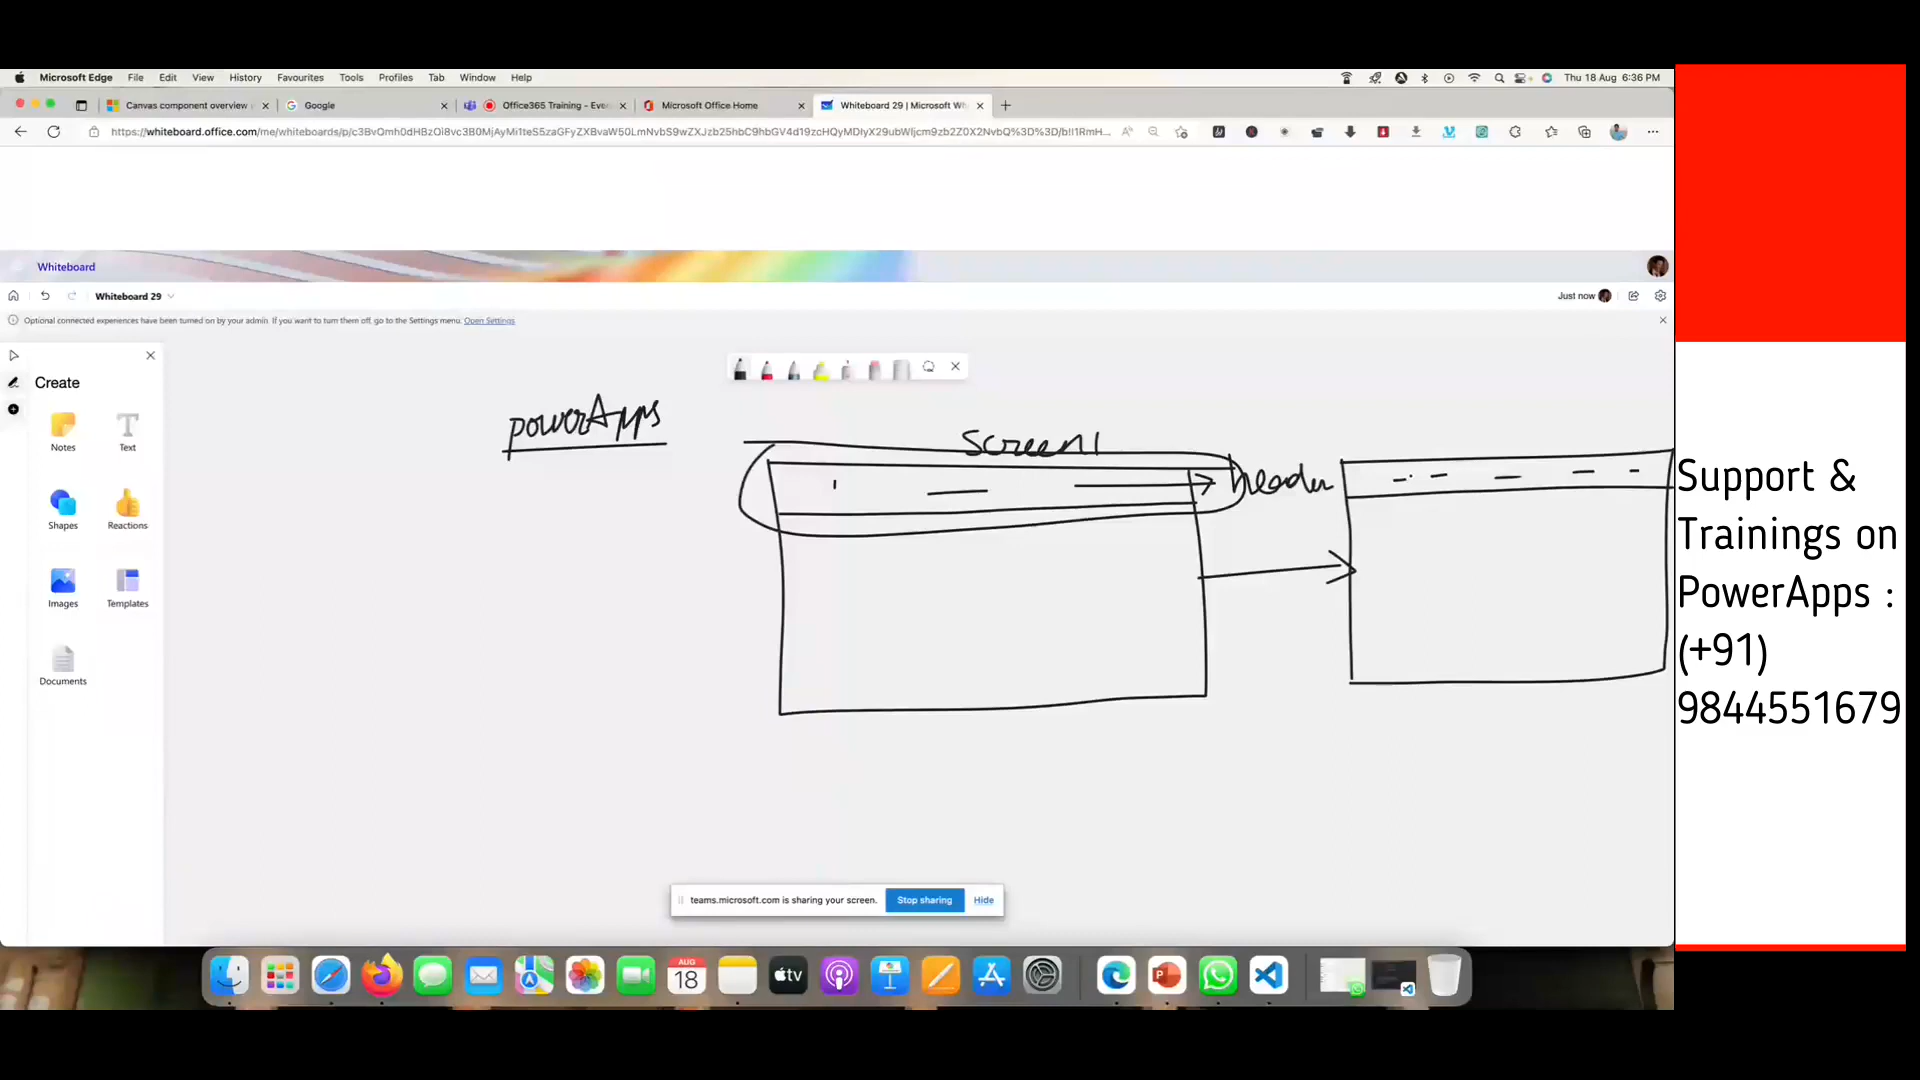 Microsoft Edge File Edit View History Favourites Tools Profiles Tab Window Help Thu 18 Aug 6:36 PM
Canvas component overview Google Office365 Training - Eve Microsoft Office Home Whiteboard 29 | Microsoft Wh
Whiteboard
Whiteboard 29 Just now
Optional connected experiences have been turned on by your admin. If you want to turn them off, go to the Settings menu. Open Settings
Create
Notes Text
Shapes Reactions
Images Templates
Documents
powerApps
Screen1
header
Support &
Trainings on
PowerApps :
(+91)
9844551679
teams.microsoft.com is sharing your screen. Stop sharing Hide
AUG
18
tv